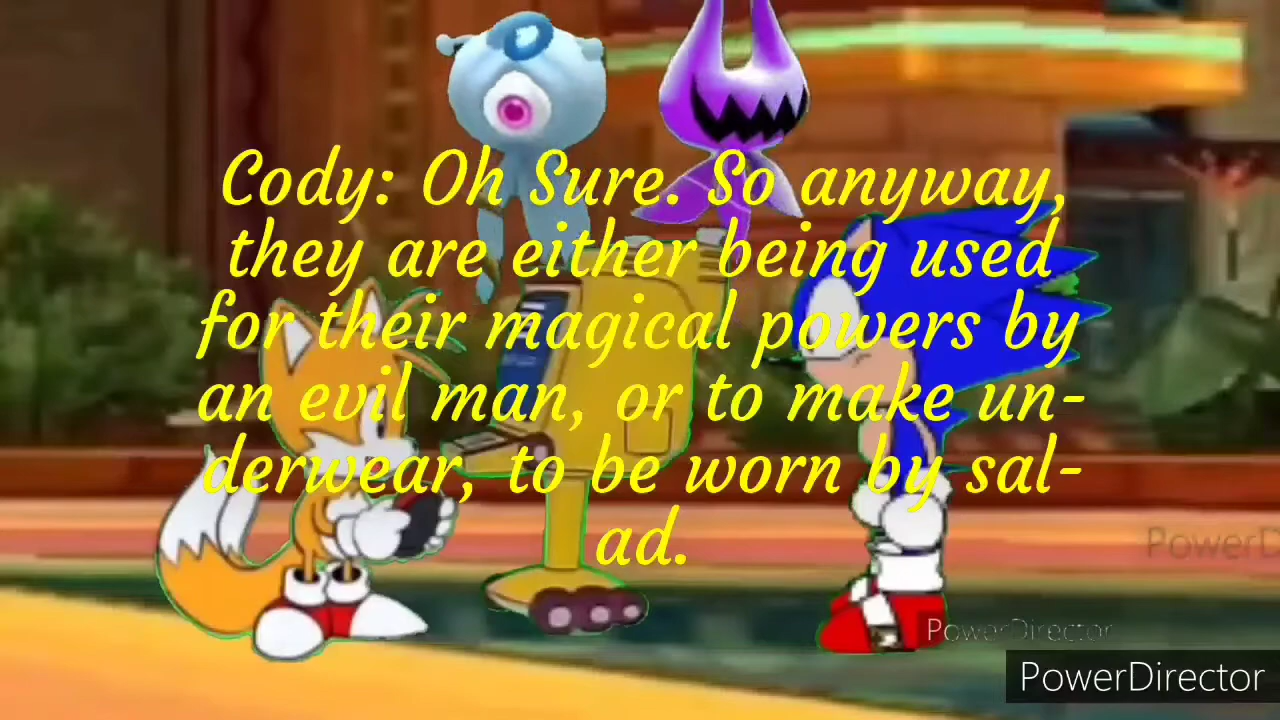 Cody: Oh Sure. So anyway,
they are either being used
for their magical powers by
an evil man, or to make un-
derwear, to be worn by sal-
ad.
PowerD
PowerDirector
PowerDirector